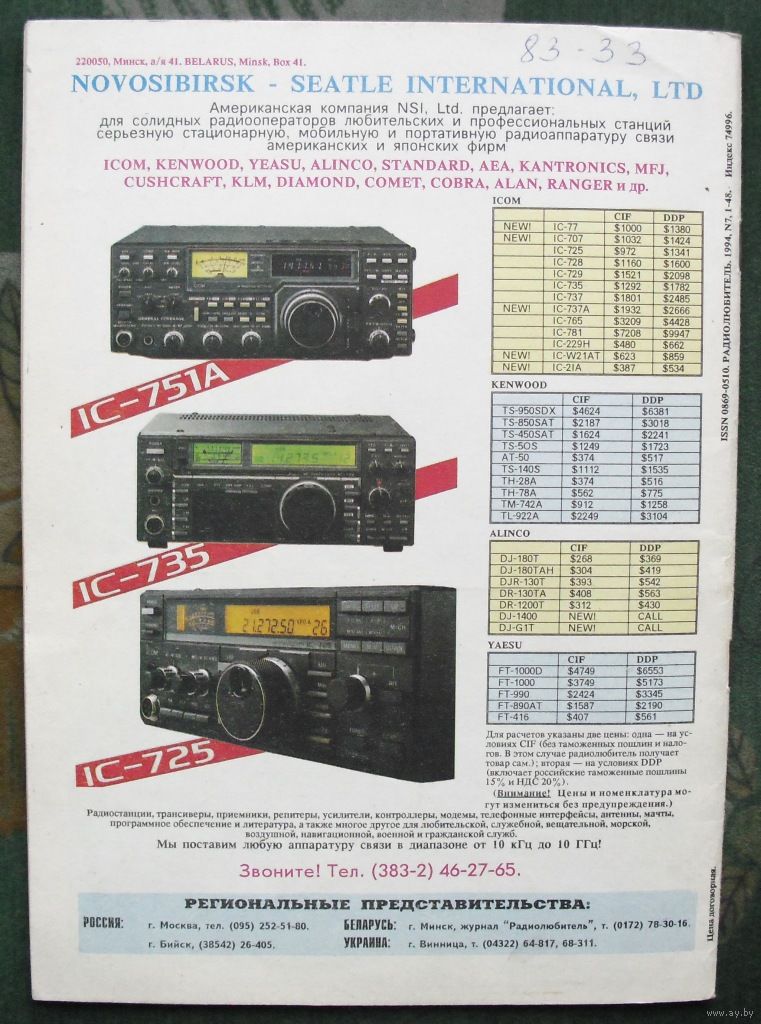 83-33
220050, Минск, а/я 41. BELARUS, Minsk, Box 41.
NOVOSIBIRSK - SEATLE INTERNATIONAL, LTD
Американская компания NSI, Ltd. предлагает:
для солидных радиооператоров любительских и профессиональных станций
серьезную стационарную, мобильную и портативную радиоаппаратуру связи
американских и японских фирм
ICOM, KENWOOD, YEASU, ALINCO, STANDARD, AEA, KANTRONICS, MFJ,
CUSHCRAFT, KLM, DIAMOND, COMET, COBRA, ALAN, RANGER и др.
IC-751A
IC-735
21.272.50 26
IC-725
ICOM
CIF DDP
NEW! IC-77 $1000 $1380
NEW! IC-707 $1032 $1424
IC-725 $972 $1341
IC-728 $1160 $1600
IC-729 $1521 $2098
IC-735 $1292 $1782
IC-737 $1801 $2485
NEW! IC-737A $1932 $2666
IC-765 $3209 $4428
IC-781 $7208 $9947
IC-229H $480 $662
NEW! IC-W21AT $623 $859
NEW! IC-2IA $387 $534
KENWOOD
CIF DDP
TS-950SDX $4624 $6381
TS-850SAT $2187 $3018
TS-450SAT $1624 $2241
TS-5OS $1249 $1723
AT-50 $374 $517
TS-140S $1112 $1535
TH-28A $374 $516
TH-78A $562 $775
TM-742A $912 $1258
TL-922A $2249 $3104
ALINCO
CIF DDP
DJ-180T $268 $369
DJ-180TAH $304 $419
DJR-130T $393 $542
DR-130TA $408 $563
DR-1200T $312 $430
DJ-1400 NEW! CALL
DJ-G1T NEW! CALL
YAESU
CIF DDP
FT-1000D $4749 $6553
FT-1000 $3749 $5173
FT-990 $2424 $3345
FT-890AT $1587 $2190
FT-416 $407 $561
Для расчетов указаны две цены: одна — на ус-
ловиях CIF (без таможенных пошлин и нало-
гов. В этом случае радиолюбитель получает
товар сам.); вторая — на условиях DDP
(включает российские таможенные пошлины
15% и НДС 20%).
(Внимание! Цены и номенклатура мо-
гут измениться без предупреждения.)
Радиостанции, трансиверы, приемники, репитеры, усилители, контроллеры, модемы, телефонные интерфейсы, антенны, мачты,
программное обеспечение и литература, а также многое другое для любительской, служебной, вещательной, морской,
воздушной, навигационной, военной и гражданской служб.
Мы поставим любую аппаратуру связи в диапазоне от 10 кГц до 10 ГГц!
Звоните! Тел. (383-2) 46-27-65.
РЕГИОНАЛЬНЫЕ ПРЕДСТАВИТЕЛЬСТВА:
РОССИЯ: г. Москва, тел. (095) 252-51-80. БЕЛАРУСЬ: г. Минск, журнал "Радиолюбитель", т. (0172) 78-30-16.
г. Бийск, (38542) 26-405. УКРАИНА: г. Винница, т. (04322) 64-817, 68-311.
ISSN 0869-0510. РАДИОЛЮБИТЕЛЬ. 1994, N7, 1-48. Индекс 74996.
Цена договорная.
www.ay.by